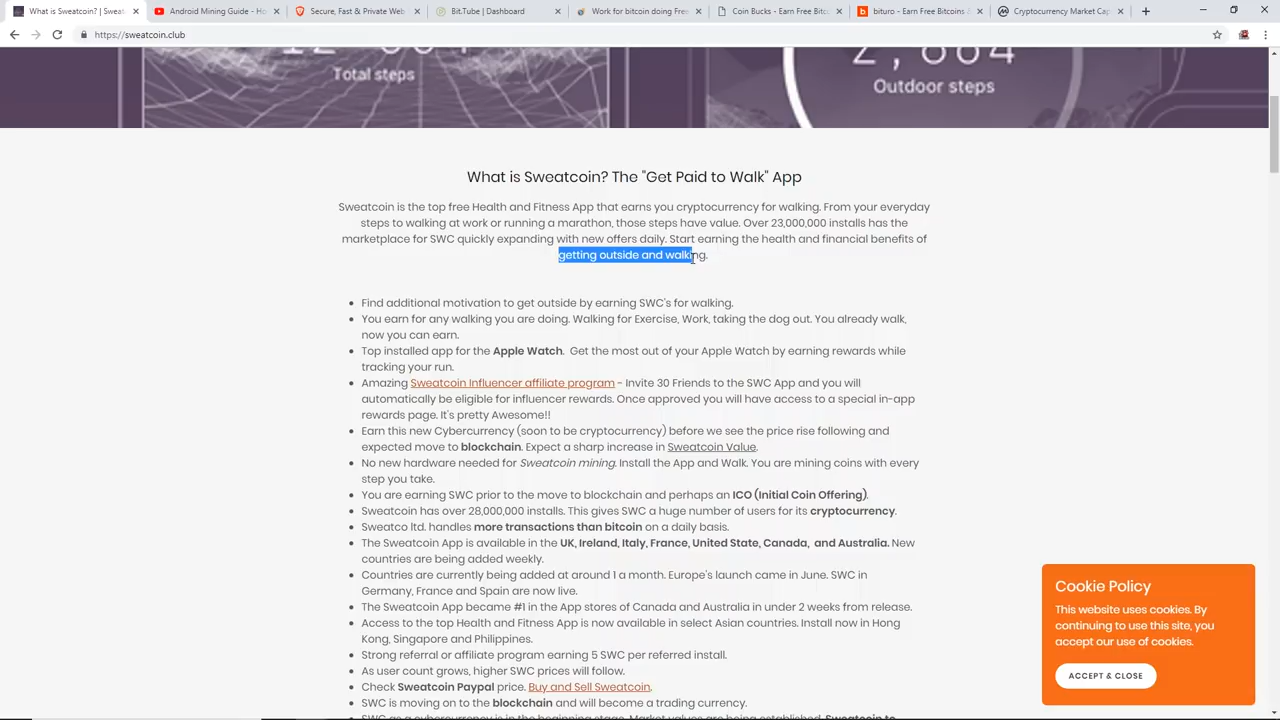 What is Sweatcoin? | Sweat
Android Mining Guide - Ho
Secure, Fast & Private Web
Bit.Tube | Dashboard
Work for bitcoin doing Free
Coin Bucks - Earn Free Bitc
bituro - Earn Free Bitcoins &
Cryptocurrency Market Cap
https://sweatcoin.club
Total steps
2,864
Outdoor steps
What is Sweatcoin? The "Get Paid to Walk" App
Sweatcoin is the top free Health and Fitness App that earns you cryptocurrency for walking. From your everyday
steps to walking at work or running a marathon, those steps have value. Over 23,000,000 installs has the
marketplace for SWC quickly expanding with new offers daily. Start earning the health and financial benefits of
getting outside and walking.
• Find additional motivation to get outside by earning SWC's for walking.
• You earn for any walking you are doing. Walking for Exercise, Work, taking the dog out. You already walk,
now you can earn.
• Top installed app for the Apple Watch. Get the most out of your Apple Watch by earning rewards while
tracking your run.
• Amazing Sweatcoin Influencer affiliate program - Invite 30 Friends to the SWC App and you will
automatically be eligible for influencer rewards. Once approved you will have access to a special in-app
rewards page. It's pretty Awesome!!
• Earn this new Cybercurrency (soon to be cryptocurrency) before we see the price rise following and
expected move to blockchain. Expect a sharp increase in Sweatcoin Value.
• No new hardware needed for Sweatcoin mining. Install the App and Walk. You are mining coins with every
step you take.
• You are earning SWC prior to the move to blockchain and perhaps an ICO (Initial Coin Offering).
• Sweatcoin has over 28,000,000 installs. This gives SWC a huge number of users for its cryptocurrency.
• Sweatco ltd. handles more transactions than bitcoin on a daily basis.
• The Sweatcoin App is available in the UK, Ireland, Italy, France, United State, Canada, and Australia. New
countries are being added weekly.
• Countries are currently being added at around 1 a month. Europe's launch came in June. SWC in
Germany, France and Spain are now live.
• The Sweatcoin App became #1 in the App stores of Canada and Australia in under 2 weeks from release.
• Access to the top Health and Fitness App is now available in select Asian countries. Install now in Hong
Kong, Singapore and Philippines.
• Strong referral or affiliate program earning 5 SWC per referred install.
• As user count grows, higher SWC prices will follow.
• Check Sweatcoin Paypal price. Buy and Sell Sweatcoin.
• SWC is moving on to the blockchain and will become a trading currency.
• SWC as a cybercurrency is in the beginning stage. Market values are being established. Sweatcoin to
Cookie Policy
This website uses cookies. By
continuing to use this site, you
accept our use of cookies.
ACCEPT & CLOSE